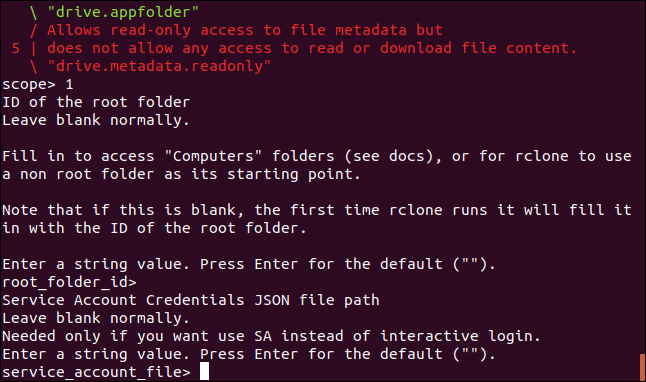 \ "drive.appfolder"
/ Allows read-only access to file metadata but
5 | does not allow any access to read or download file content.
\ "drive.metadata.readonly"
scope> 1
ID of the root folder
Leave blank normally.
Fill in to access "Computers" folders (see docs), or for rclone to use
a non root folder as its starting point.
Note that if this is blank, the first time rclone runs it will fill it
in with the ID of the root folder.
Enter a string value. Press Enter for the default ("").
root_folder_id>
Service Account Credentials JSON file path
Leave blank normally.
Needed only if you want use SA instead of interactive login.
Enter a string value. Press Enter for the default ("").
service_account_file>